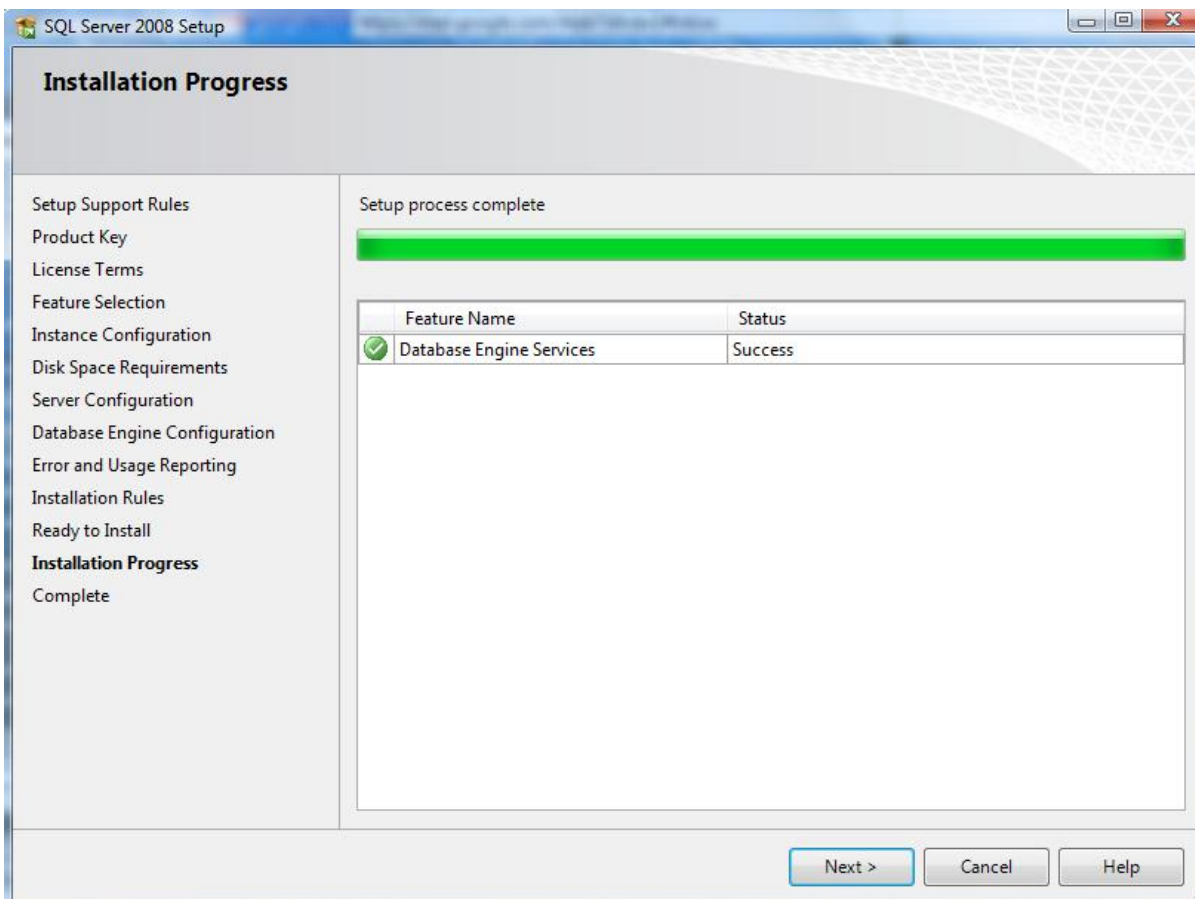 SQL Server 2008 Setup
Installation Progress
Setup Support Rules
Product Key
License Terms
Feature Selection
Instance Configuration
Disk Space Requirements
Server Configuration
Database Engine Configuration
Error and Usage Reporting
Installation Rules
Ready to Install
Installation Progress
Complete
Setup process complete
Feature Name Status
Database Engine Services Success
Next > Cancel Help